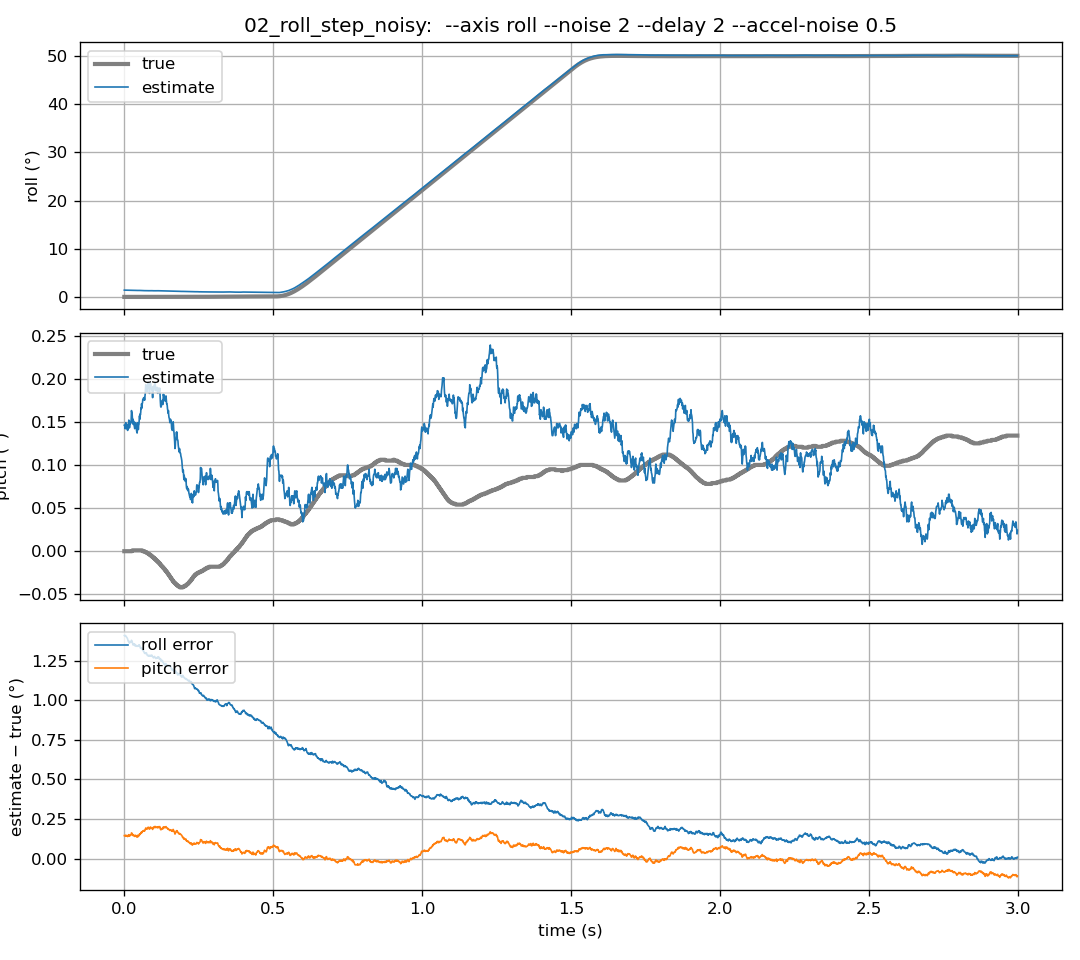 02_roll_step_noisy:  --axis roll --noise 2 --delay 2 --accel-noise 0.5
50
40
30
20
10
0
roll (°)
true
estimate
0.25
0.20
0.15
0.10
0.05
0.00
−0.05
true
estimate
1.25
1.00
0.75
0.50
0.25
0.00
estimate − true (°)
roll error
pitch error
0.0
0.5
1.0
1.5
2.0
2.5
3.0
time (s)